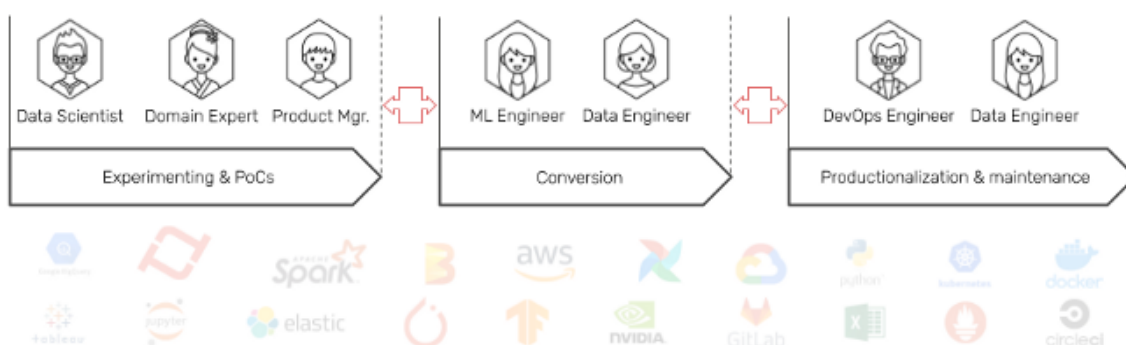 Data Scientist
Domain Expert
Product Mgr.
ML Engineer
Data Engineer
DevOps Engineer
Data Engineer
Experimenting & PoCs
Conversion
Productionalization & maintenance
APACHE
Spark
aws
python
kubernetes
docker
tableau
jupyter
elastic
NVIDIA
GitLab
circleci